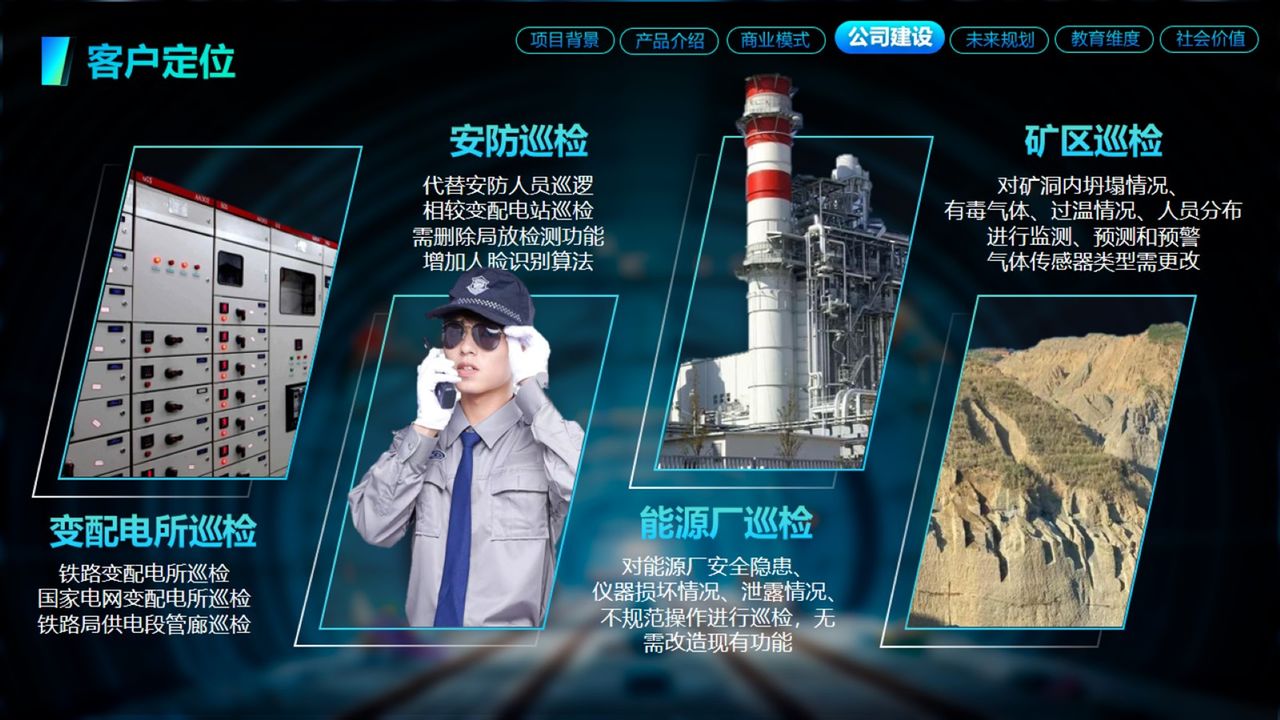 客户定位
项目背景
产品介绍
商业模式
公司建设
未来规划
教育维度
社会价值
变配电所巡检
铁路变配电所巡检
国家电网变配电所巡检
铁路局供电段管廊巡检
安防巡检
代替安防人员巡逻
相较变配电站巡检
需删除局放检测功能
增加人脸识别算法
能源厂巡检
对能源厂安全隐患、
仪器损坏情况、泄露情况、
不规范操作进行巡检，无
需改造现有功能
矿区巡检
对矿洞内坍塌情况、
有毒气体、过温情况、人员分布
进行监测、预测和预警
气体传感器类型需更改